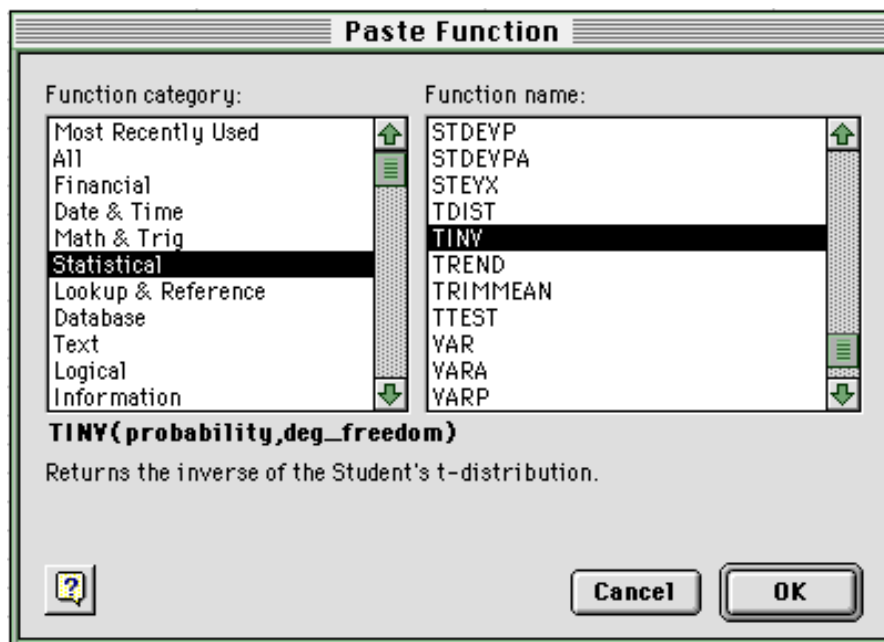 Paste Function
Function category:
Most Recently Used
All
Financial
Date & Time
Math & Trig
Statistical
Lookup & Reference
Database
Text
Logical
Information
Function name:
STDEVP
STDEVPA
STEYX
TDIST
TINV
TREND
TRIMMEAN
TTEST
VAR
VARA
VARP
TINV(probability,deg_freedom)
Returns the inverse of the Student's t-distribution.
?
Cancel
OK